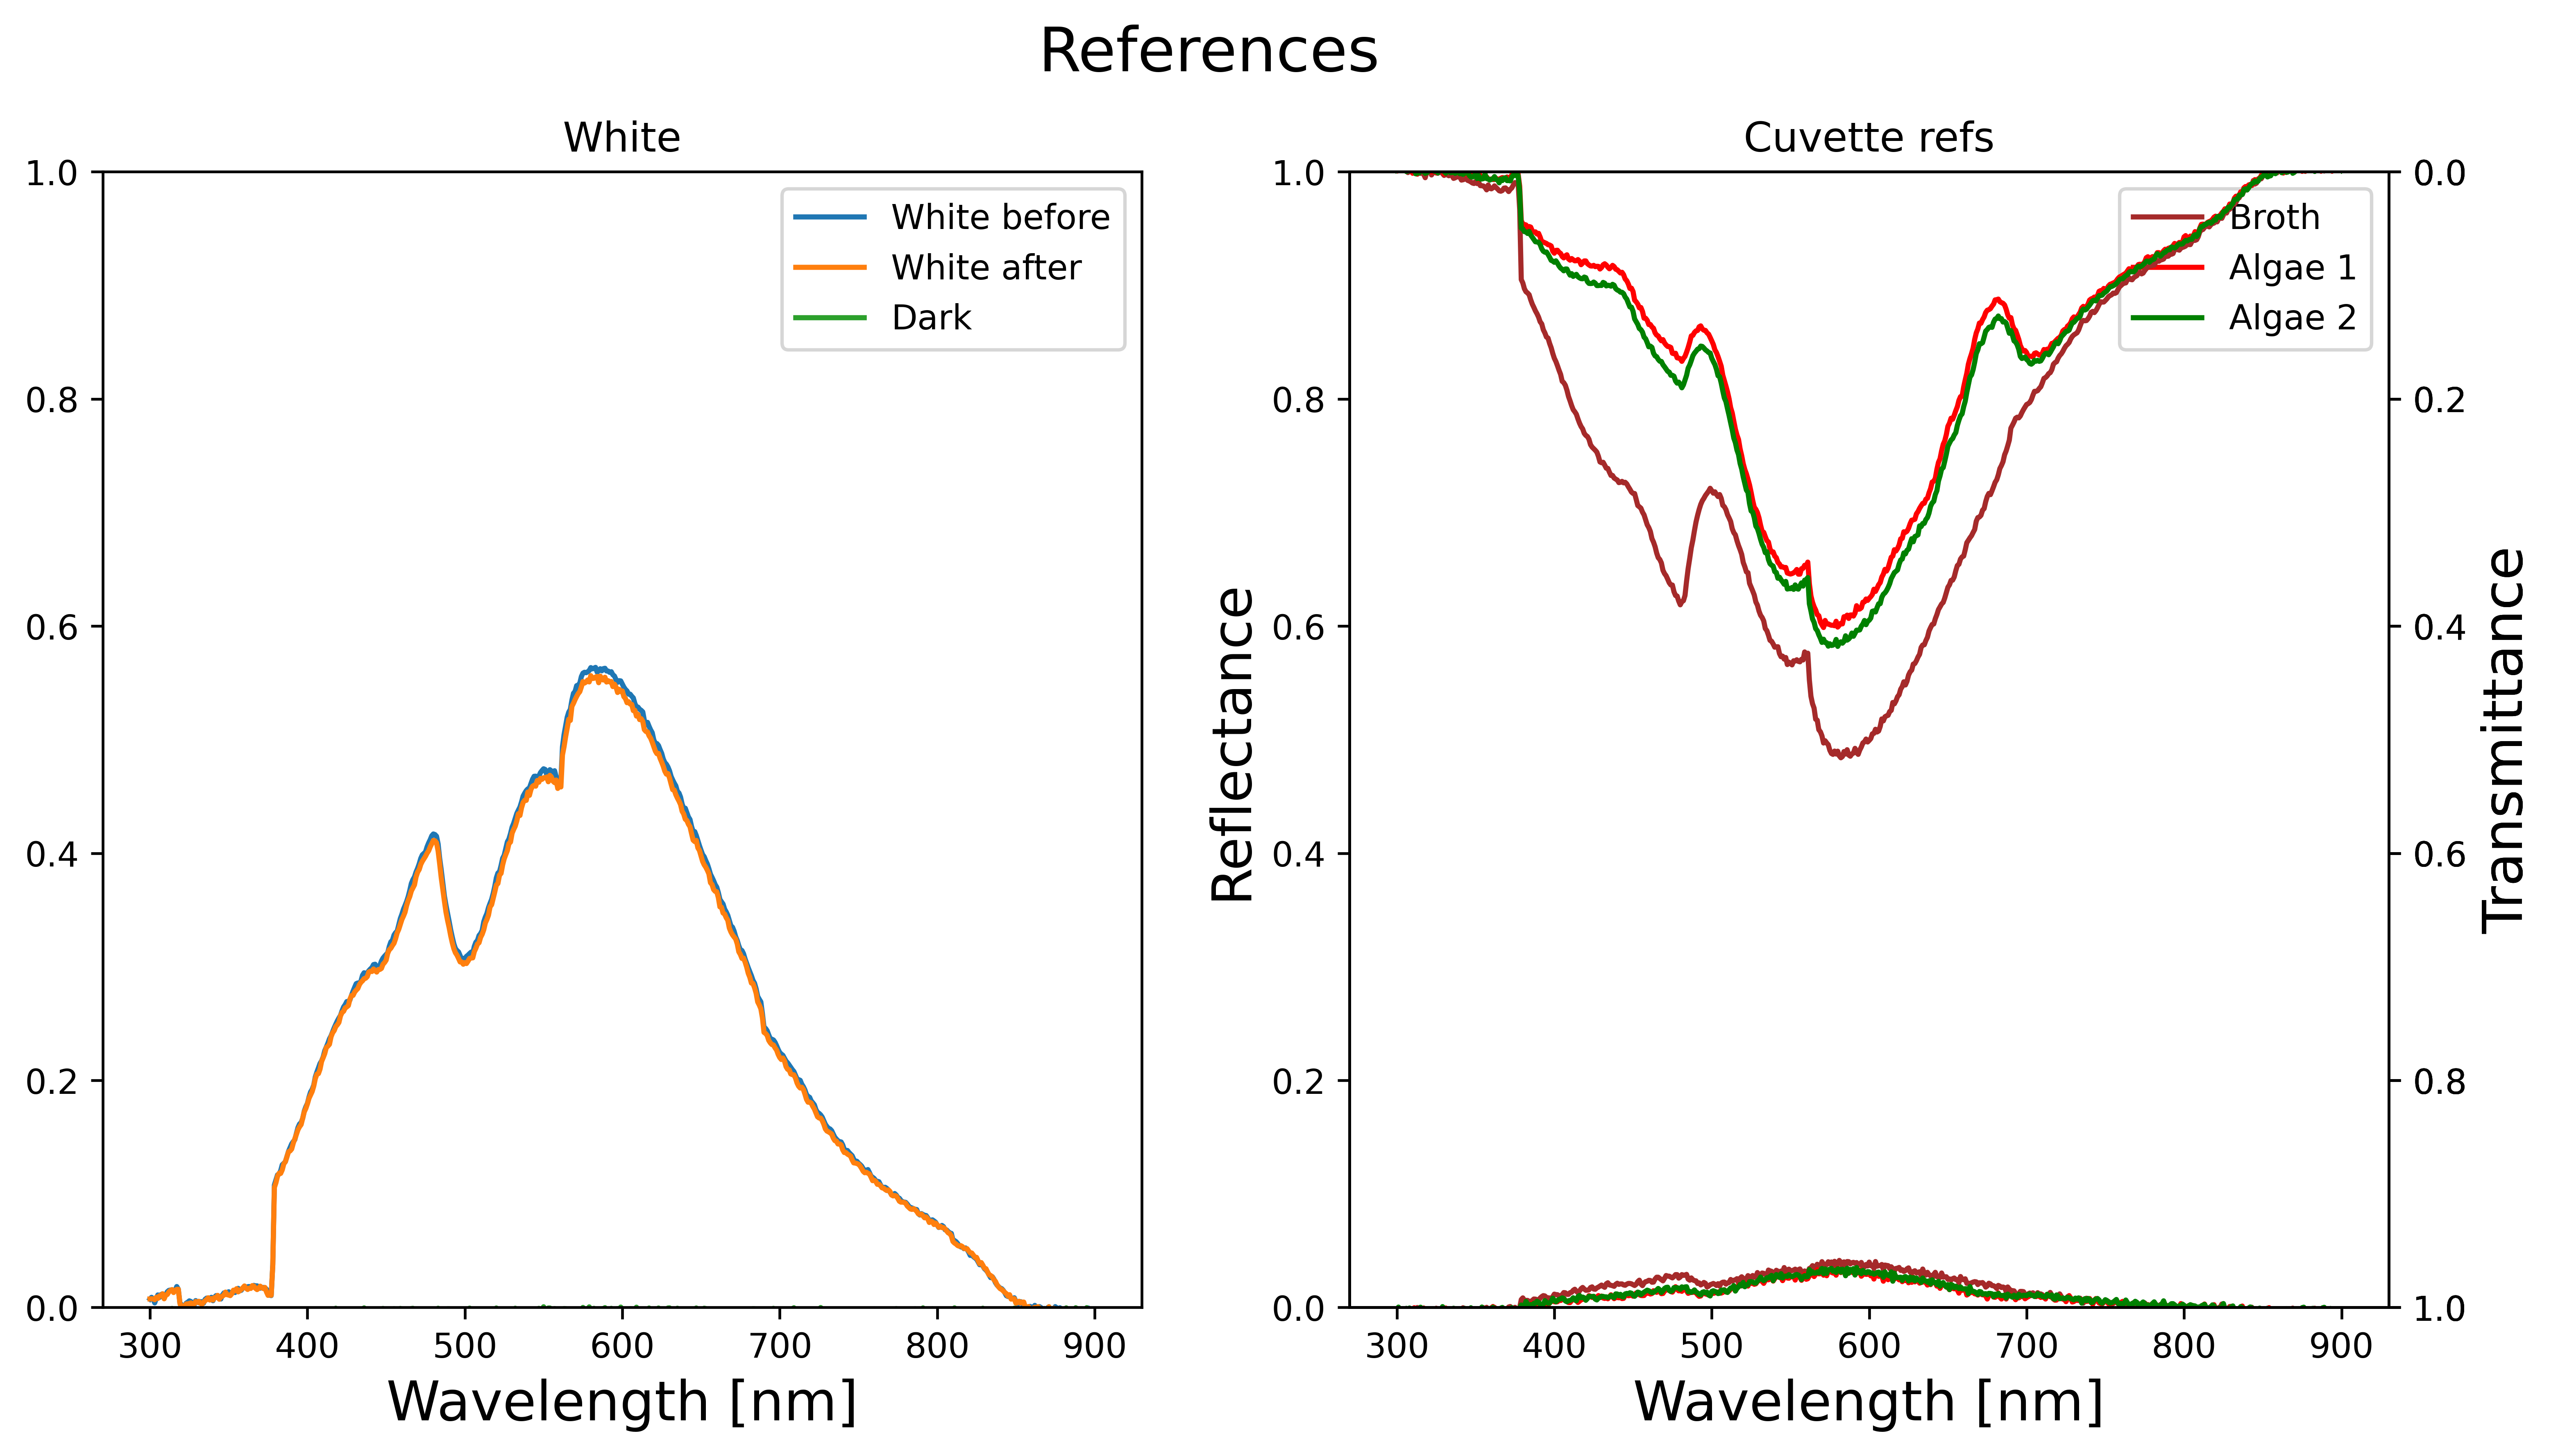 References
White
1.0
0.8
0.6
0.4
0.2
0.0
White before
White after
Dark
300 400 500 600 700 800 900
Wavelength [nm]
Cuvette refs
Reflectance
1.0
0.8
0.6
0.4
0.2
0.0
Broth
Algae 1
Algae 2
0.0
0.2
0.4
0.6
0.8
1.0
Transmittance
300 400 500 600 700 800 900
Wavelength [nm]